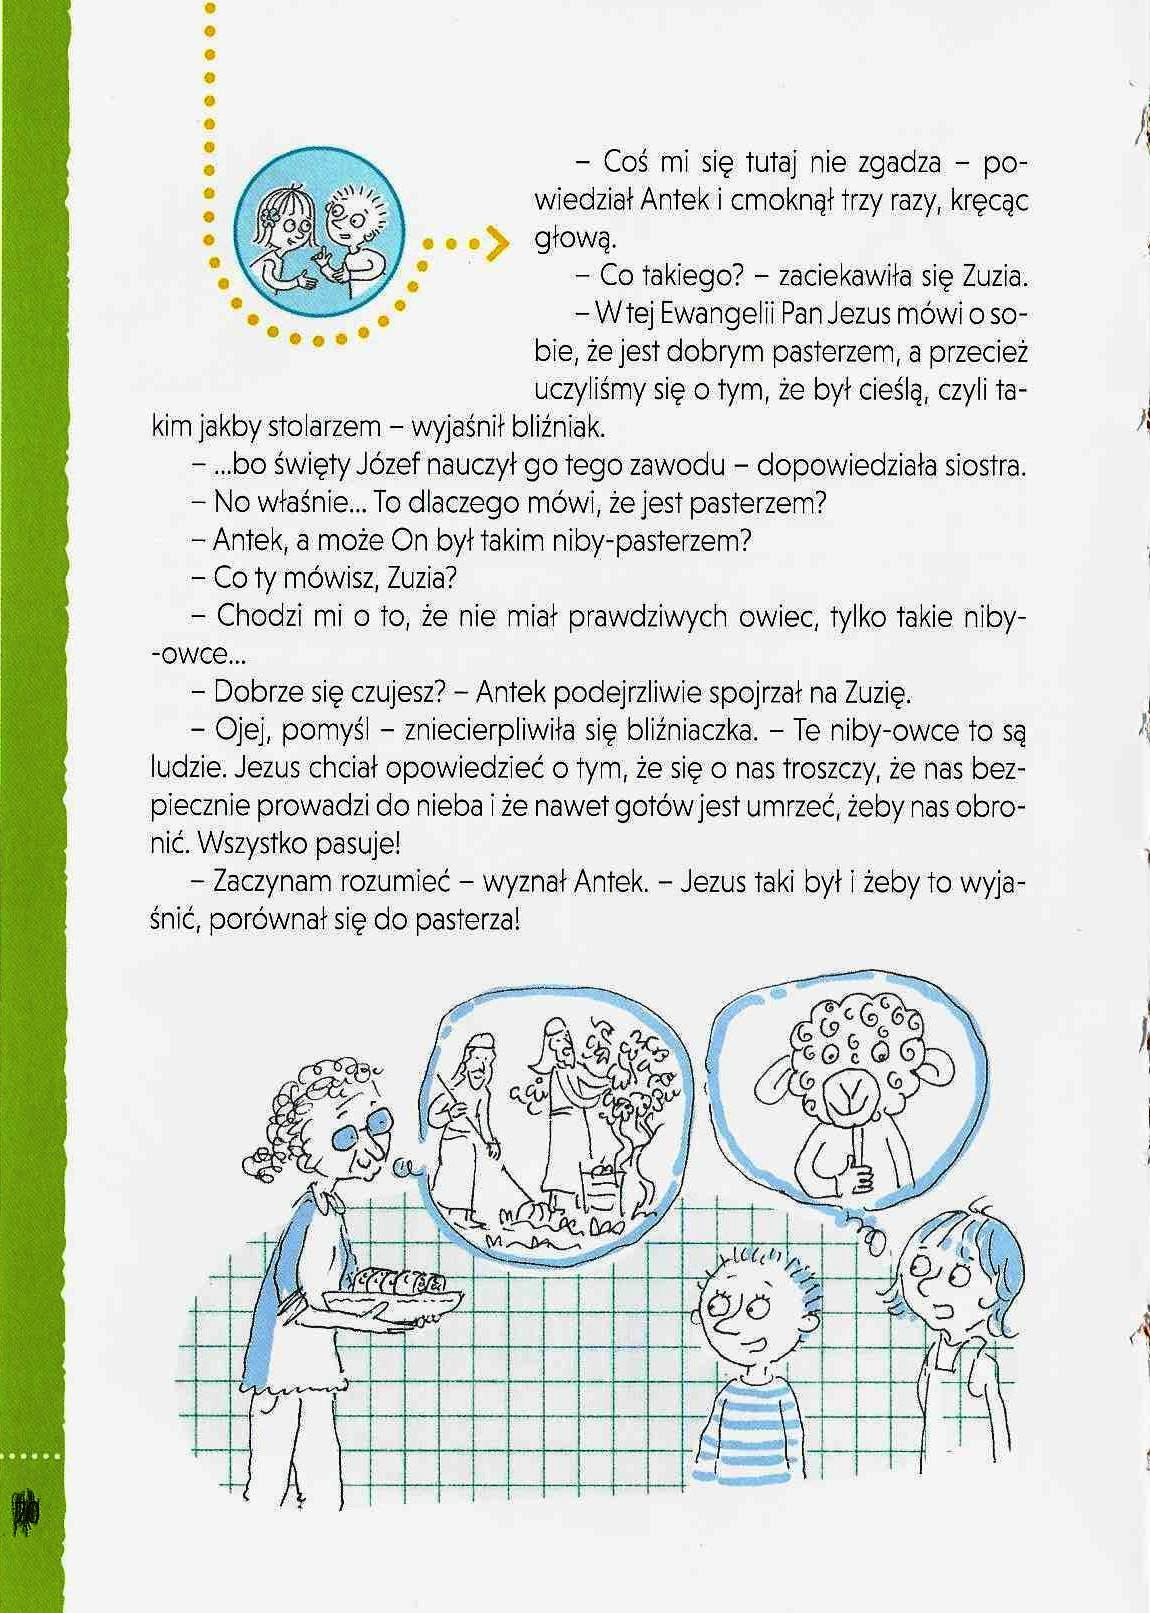 – Coś mi się tutaj nie zgadza – po-
wiedział Antek i cmoknął trzy razy, kręcąc
głową.
– Co takiego? – zaciekawiła się Zuzia.
– W tej Ewangelii Pan Jezus mówi o so-
bie, że jest dobrym pasterzem, a przecież
uczyliśmy się o tym, że był cieślą, czyli ta-
kim jakby stolarzem – wyjaśnił bliźniak.
– ...bo święty Józef nauczył go tego zawodu – dopowiedziała siostra.
– No właśnie... To dlaczego mówi, że jest pasterzem?
– Antek, a może On był takim niby-pasterzem?
– Co ty mówisz, Zuzia?
– Chodzi mi o to, że nie miał prawdziwych owiec, tylko takie niby-
-owce...
– Dobrze się czujesz? – Antek podejrzliwie spojrzał na Zuzię.
– Ojej, pomyśl – zniecierpliwiła się bliźniaczka. – Te niby-owce to są
ludzie. Jezus chciał opowiedzieć o tym, że się o nas troszczy, że nas bez-
piecznie prowadzi do nieba i że nawet gotów jest umrzeć, żeby nas obro-
nić. Wszystko pasuje!
– Zaczynam rozumieć – wyznał Antek. – Jezus taki był i żeby to wyja-
śnić, porównał się do pasterza!